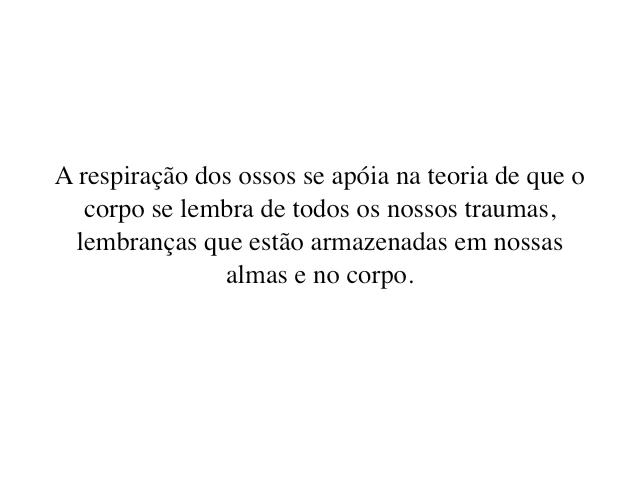 A respiração dos ossos se apóia na teoria de que o
corpo se lembra de todos os nossos traumas,
lembranças que estão armazenadas em nossas
almas e no corpo.